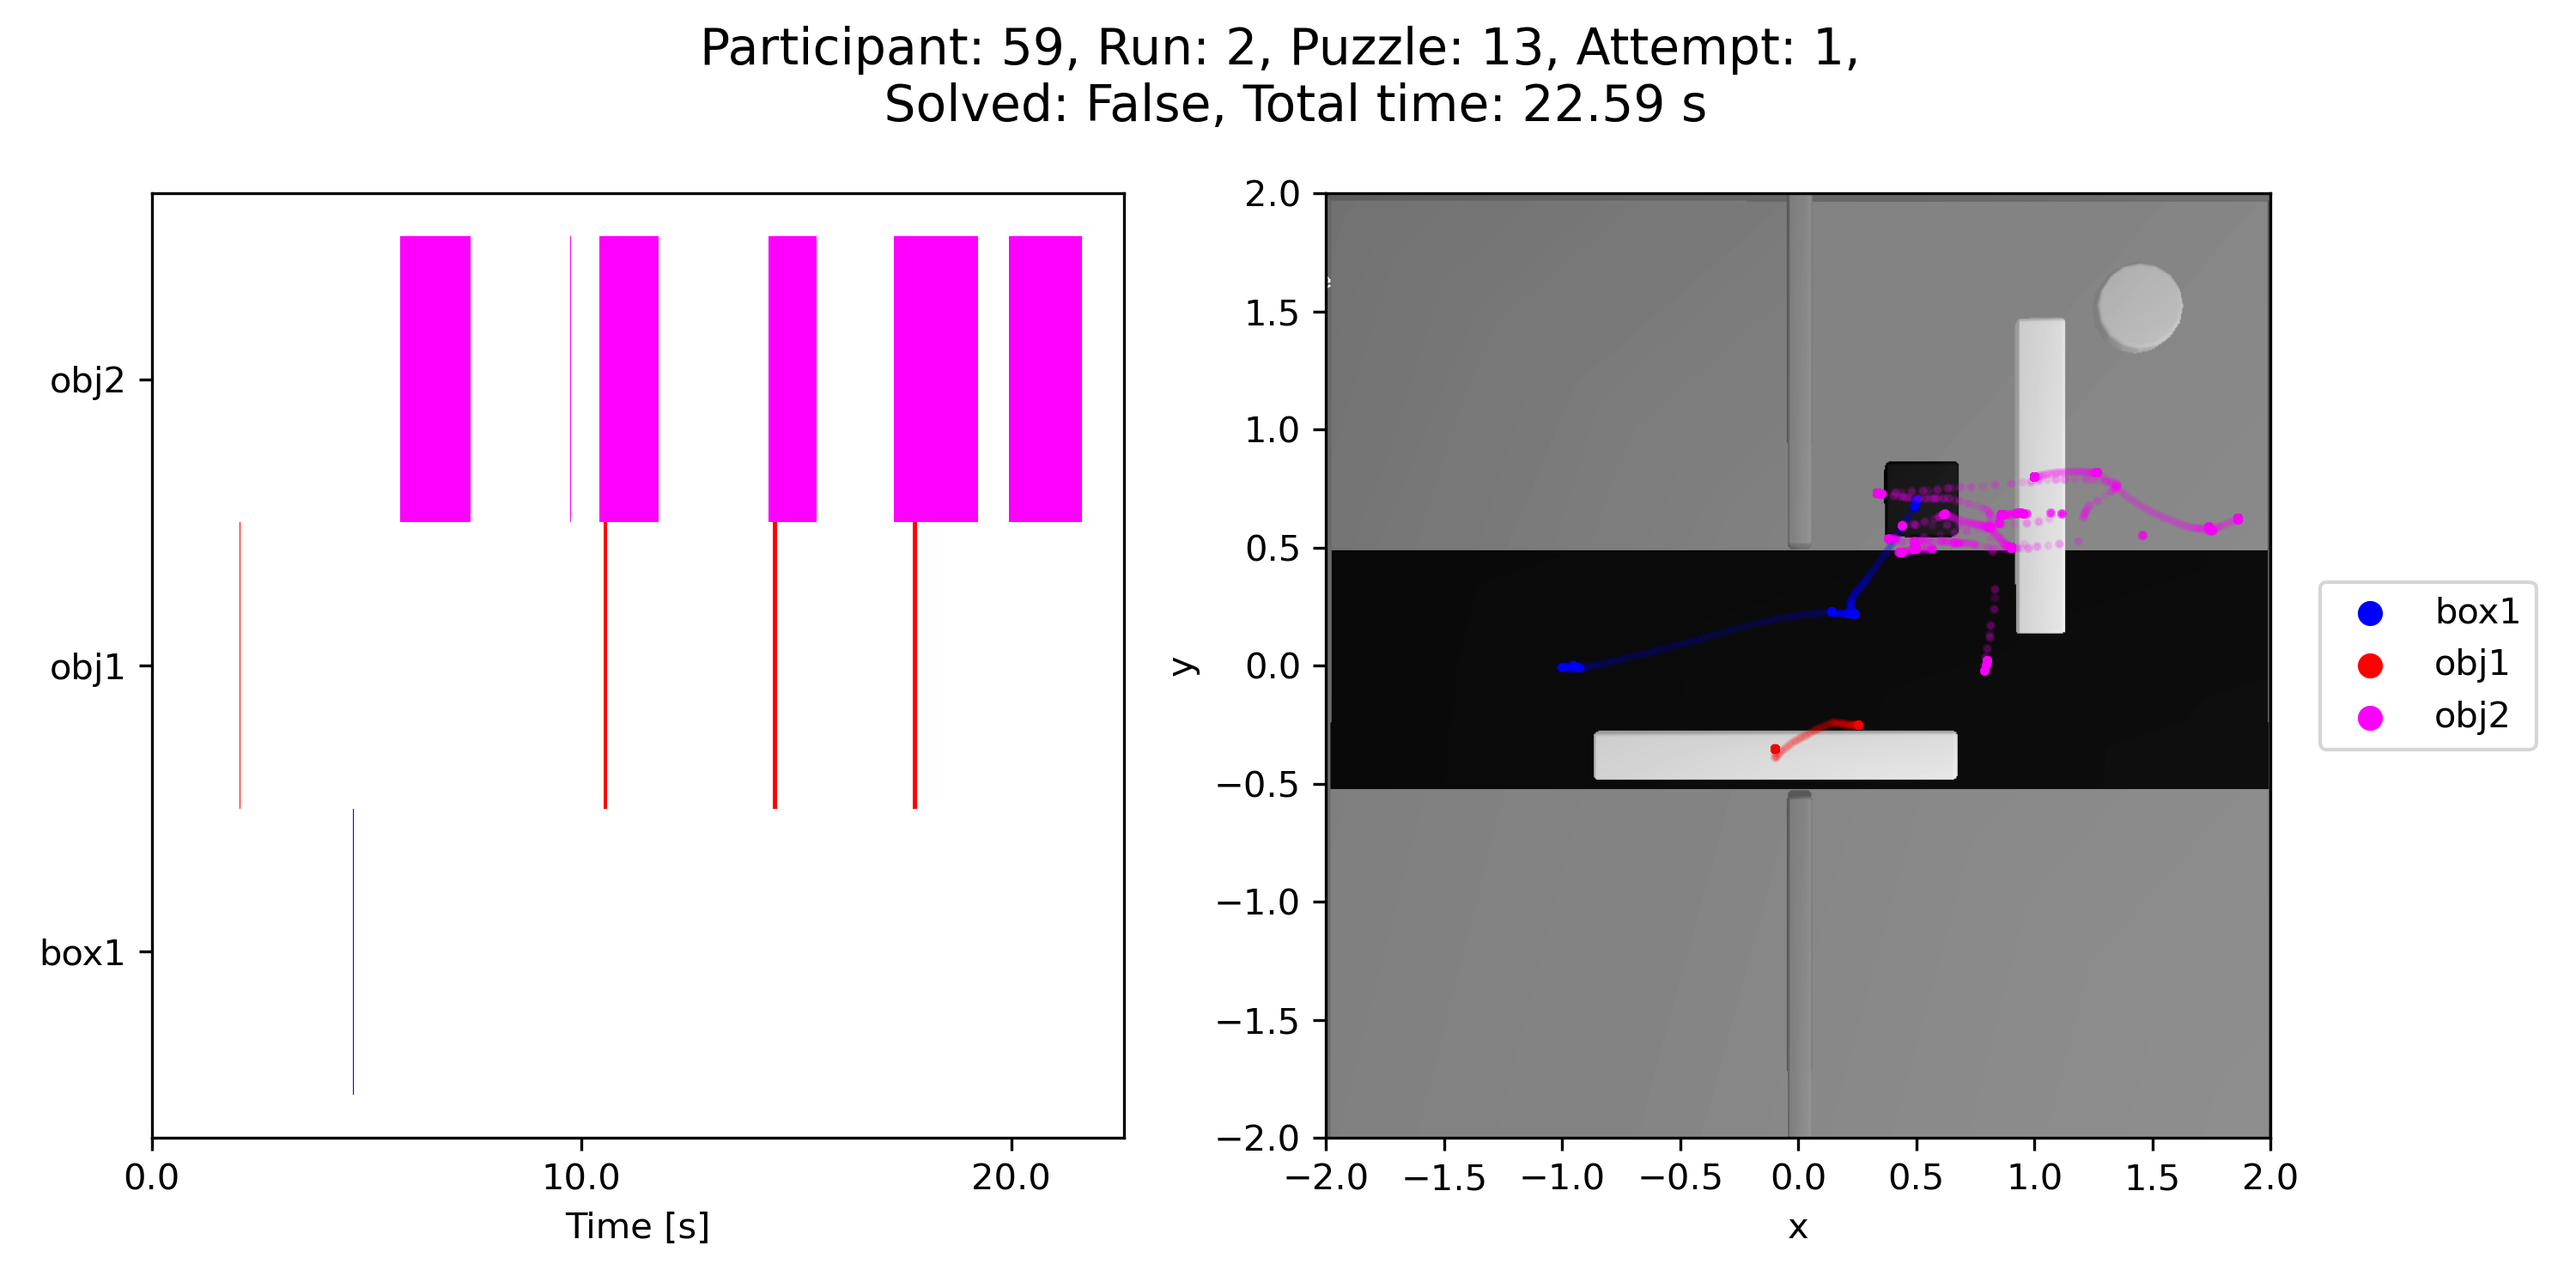 Participant: 59, Run: 2, Puzzle: 13, Attempt: 1,
Solved: False, Total time: 22.59 s
obj2
obj1
box1
0.0 10.0 20.0
Time [s]
2.0
1.5
1.0
0.5
0.0
−0.5
−1.0
−1.5
−2.0
y
−2.0 −1.5 −1.0 −0.5 0.0 0.5 1.0 1.5 2.0
x
box1
obj1
obj2